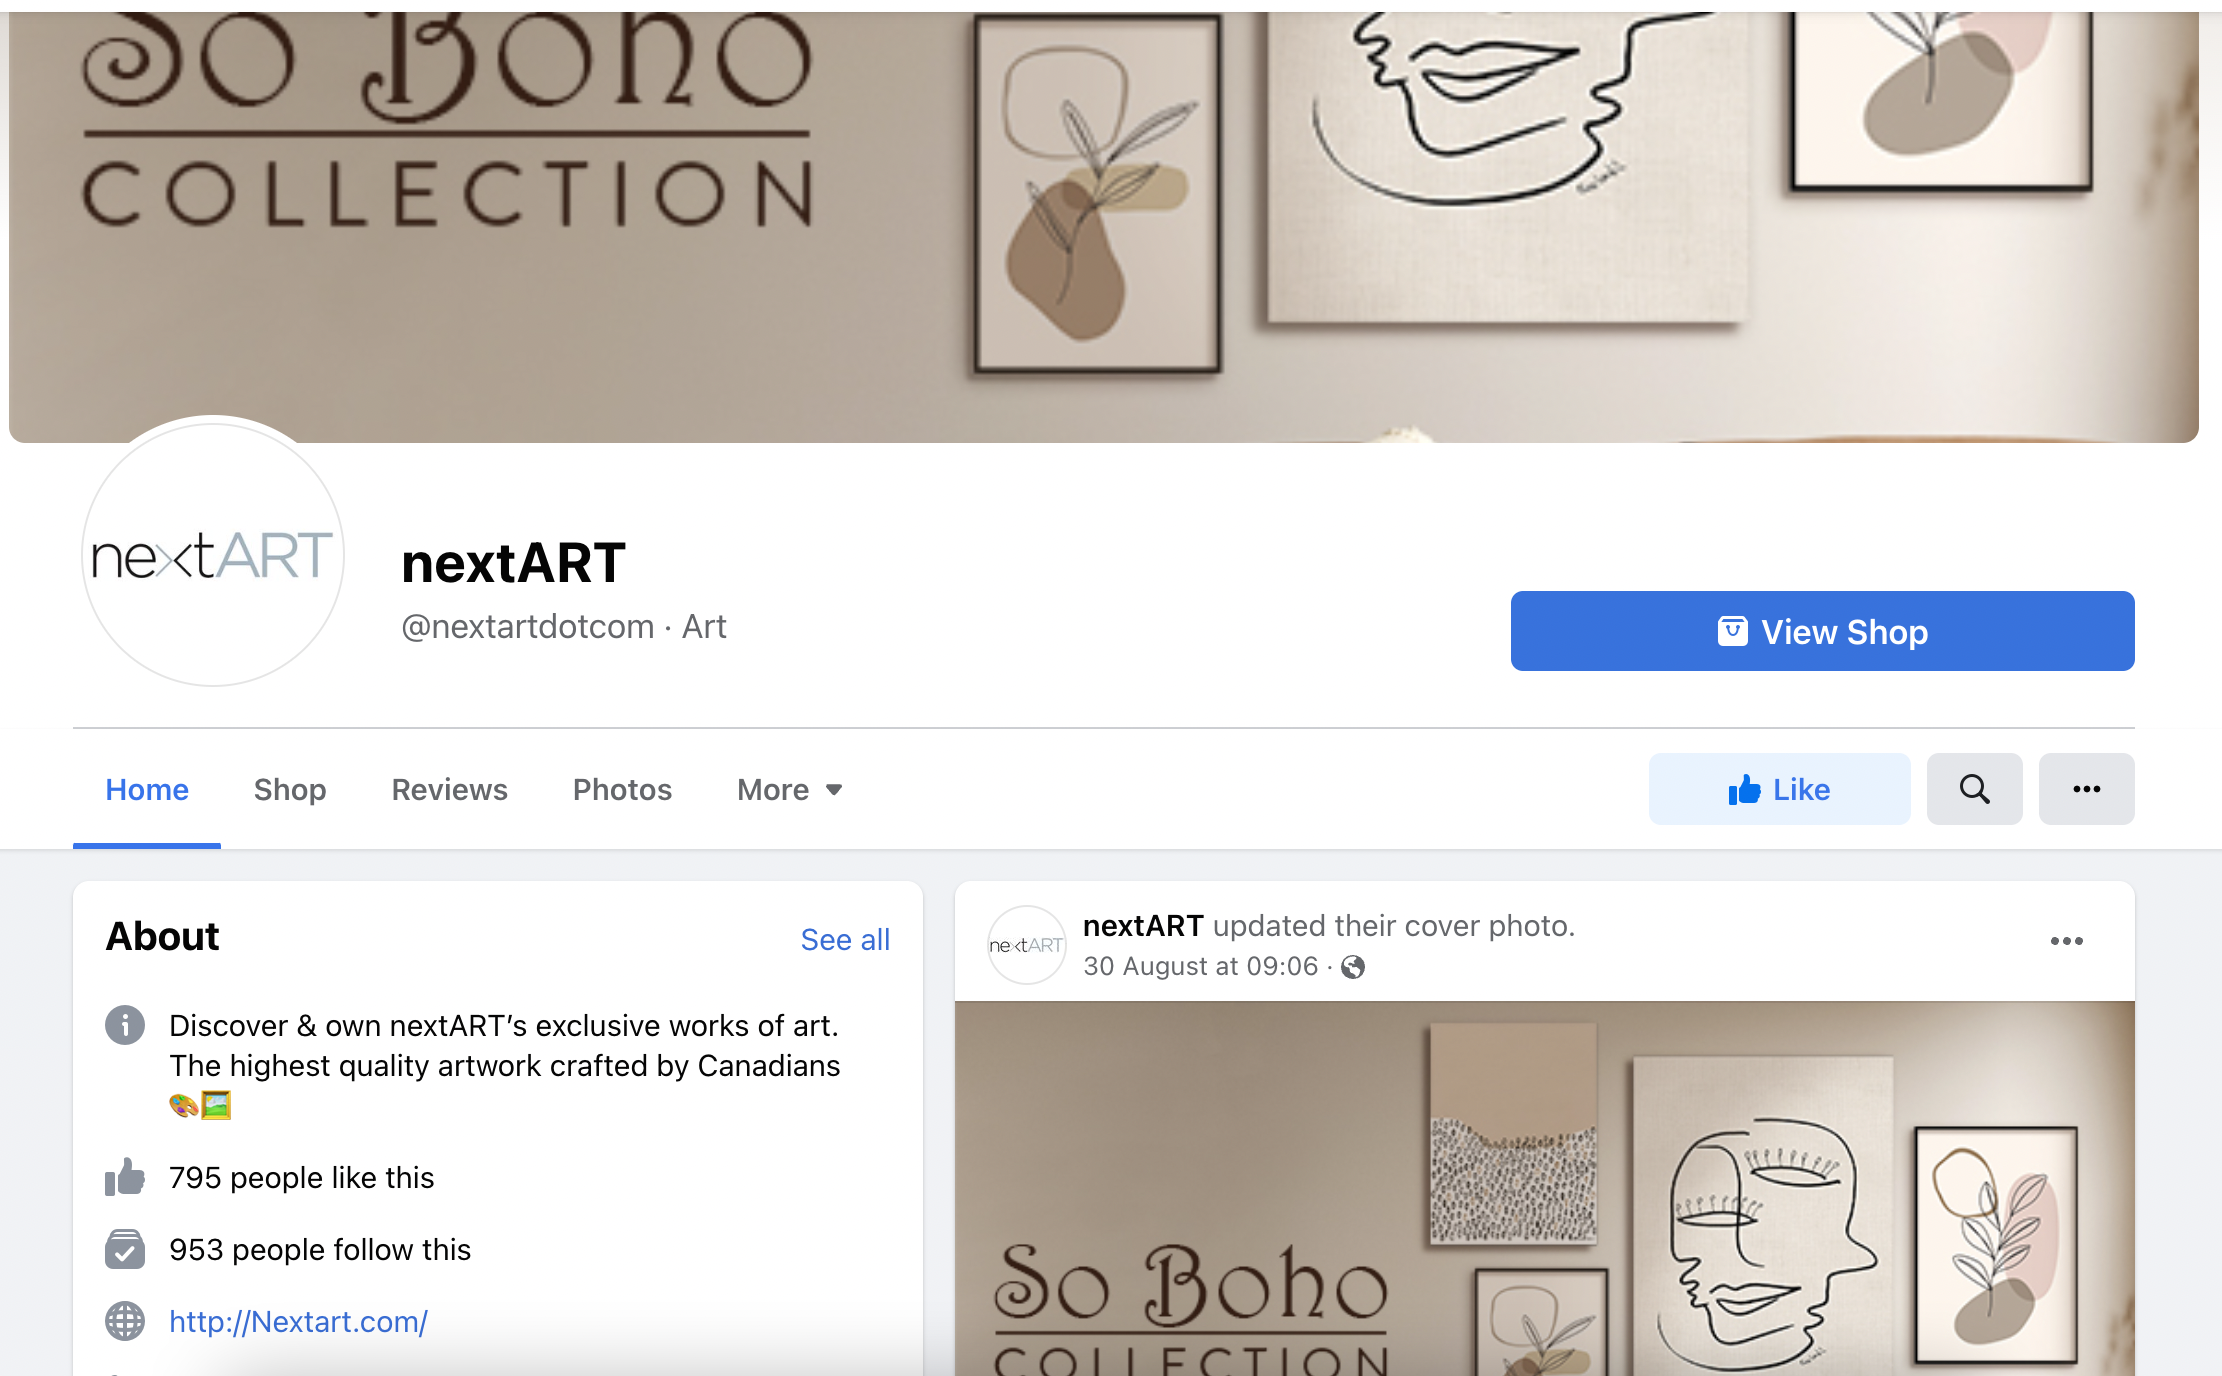 So Boho
COLLECTION
nextART
nextART
@nextartdotcom · Art
View Shop
Home
Shop
Reviews
Photos
More
Like
About
See all
Discover & own nextART’s exclusive works of art.
The highest quality artwork crafted by Canadians
🎨🖼️
795 people like this
953 people follow this
http://Nextart.com/
nextART
nextART updated their cover photo.
30 August at 09:06 ·
So Boho
COLLECTION